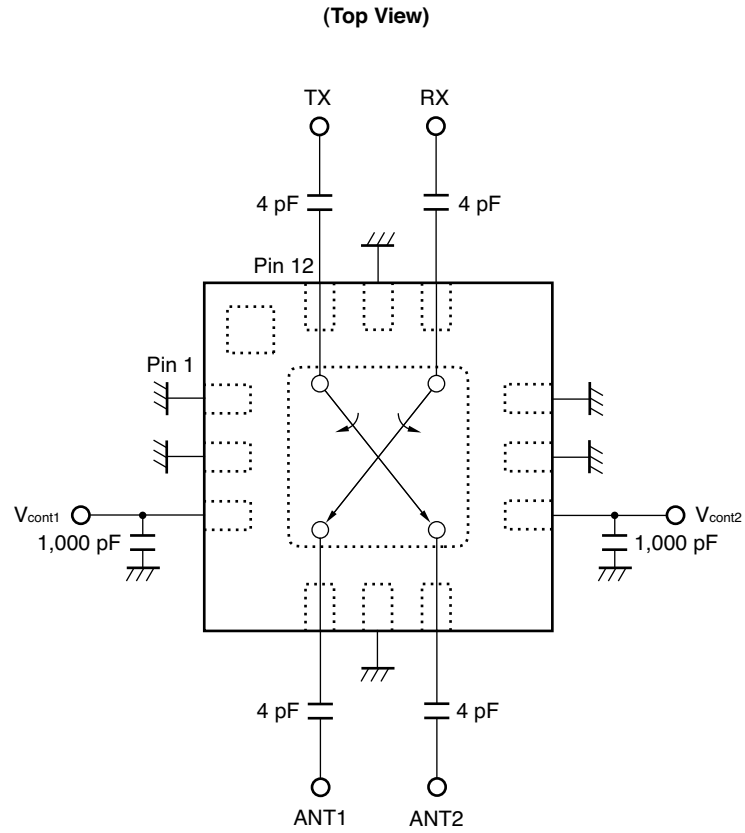 (Top View)
TX
RX
4 pF
4 pF
Pin 12
Pin 1
Vcont1
Vcont2
1,000 pF
1,000 pF
4 pF
4 pF
ANT1
ANT2